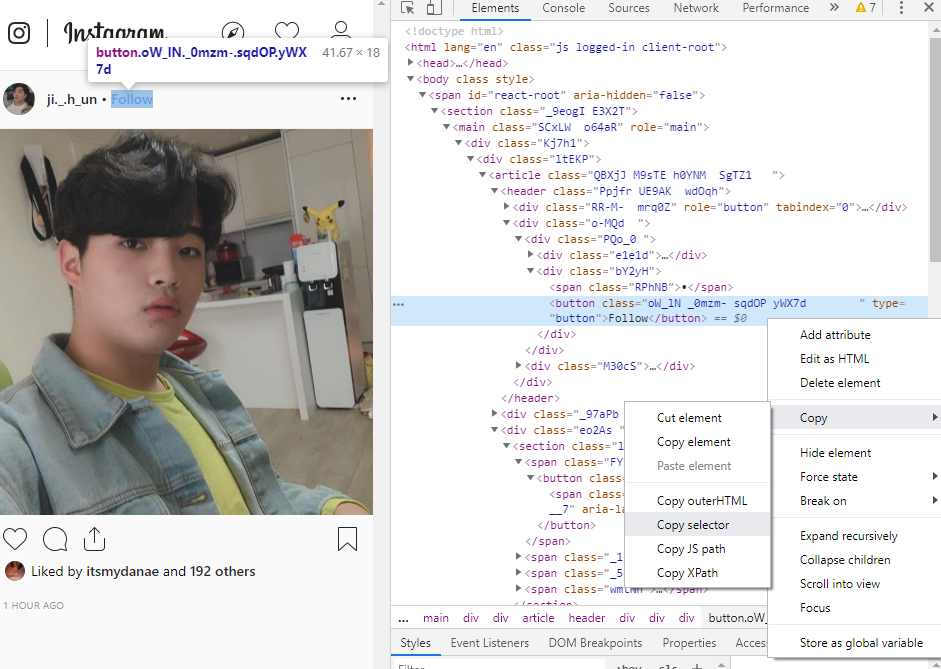 Instagram
button.oW_lN._0mzm-.sqdOP.yWX
7d
41.67 × 18
ji._.h_un • Follow
Liked by itsmydanae and 192 others
1 HOUR AGO
Elements Console Sources Network Performance » 7
<!doctype html>
<html lang="en" class="js logged-in client-root">
<head>…</head>
<body class style>
<span id="react-root" aria-hidden="false">
<section class="_9eogI E3X2T">
<main class="SCxLW o64aR" role="main">
<div class="Kj7h1">
<div class="ltEKP">
<article class="QBXjJ M9sTE h0YNM SgTZ1 ">
<header class="Ppjfr UE9AK wdOqh">
<div class="RR-M- mrq0Z" role="button" tabindex="0">…</div>
<div class="o-MQd ">
<div class="PQo_0 ">
<div class="e1e1d">…</div>
<div class="bY2yH">
<span class="RPhNB">•</span>
<button class="oW_lN _0mzm- sqdOP yWX7d " type=
"button">Follow</button> == $0
</div>
</div>
<div class="M30cS">…</div>
</div>
</header>
<div class="_97aPb
<div class="eo2As "
<section class="l
<span class="FY
<button class=
<span clas
__7" aria-la
</button>
</span>
<span class="_1
<span class="_5
<span class="wmtNn">…</span>
</section>
Add attribute
Edit as HTML
Delete element
Copy
Hide element
Force state
Break on
Expand recursively
Collapse children
Scroll into view
Focus
Store as global variable
Cut element
Copy element
Paste element
Copy outerHTML
Copy selector
Copy JS path
Copy XPath
... main div div article header div div div button.oW_
Styles Event Listeners DOM Breakpoints Properties Access
Filter :hov .cls +